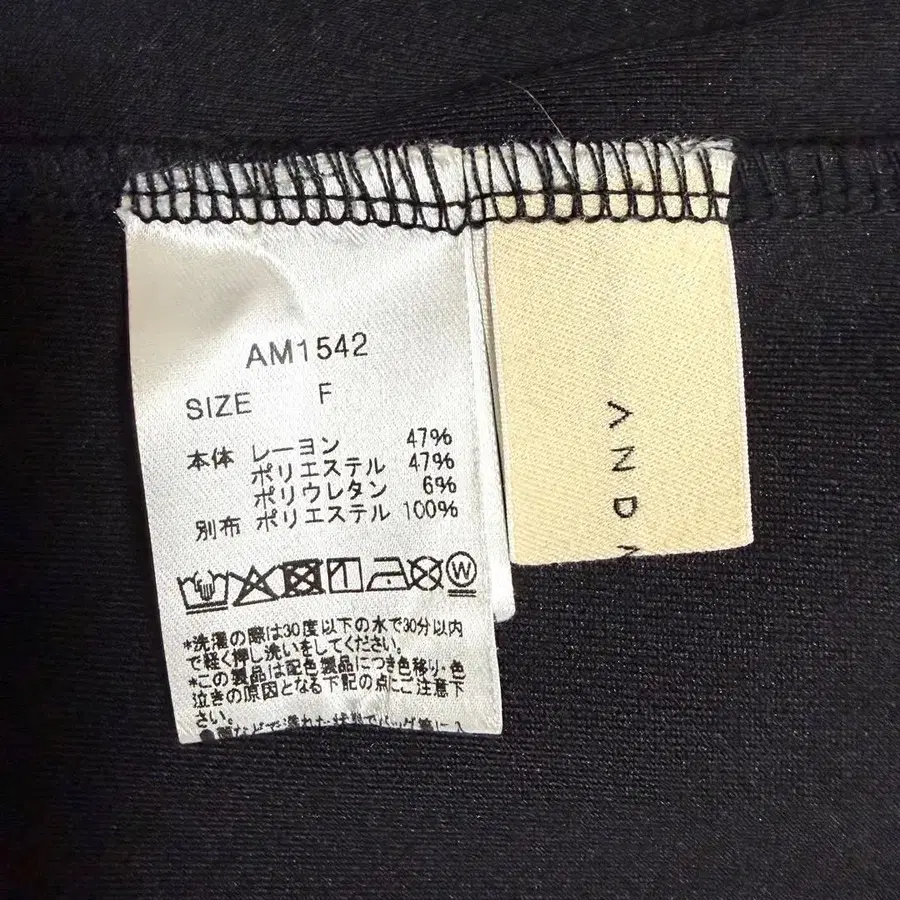 AM1542
SIZE F
本体 レーヨン 47%
ポリエステル 47%
ポリウレタン 6%
別布 ポリエステル 100%
W
*洗濯の際は30度以下の水で30分以内
で軽く押し洗いをしてください。
*この製品は配色製品につき色移り・色
泣きの原因となる下記の点にご注意下
さい。
AND